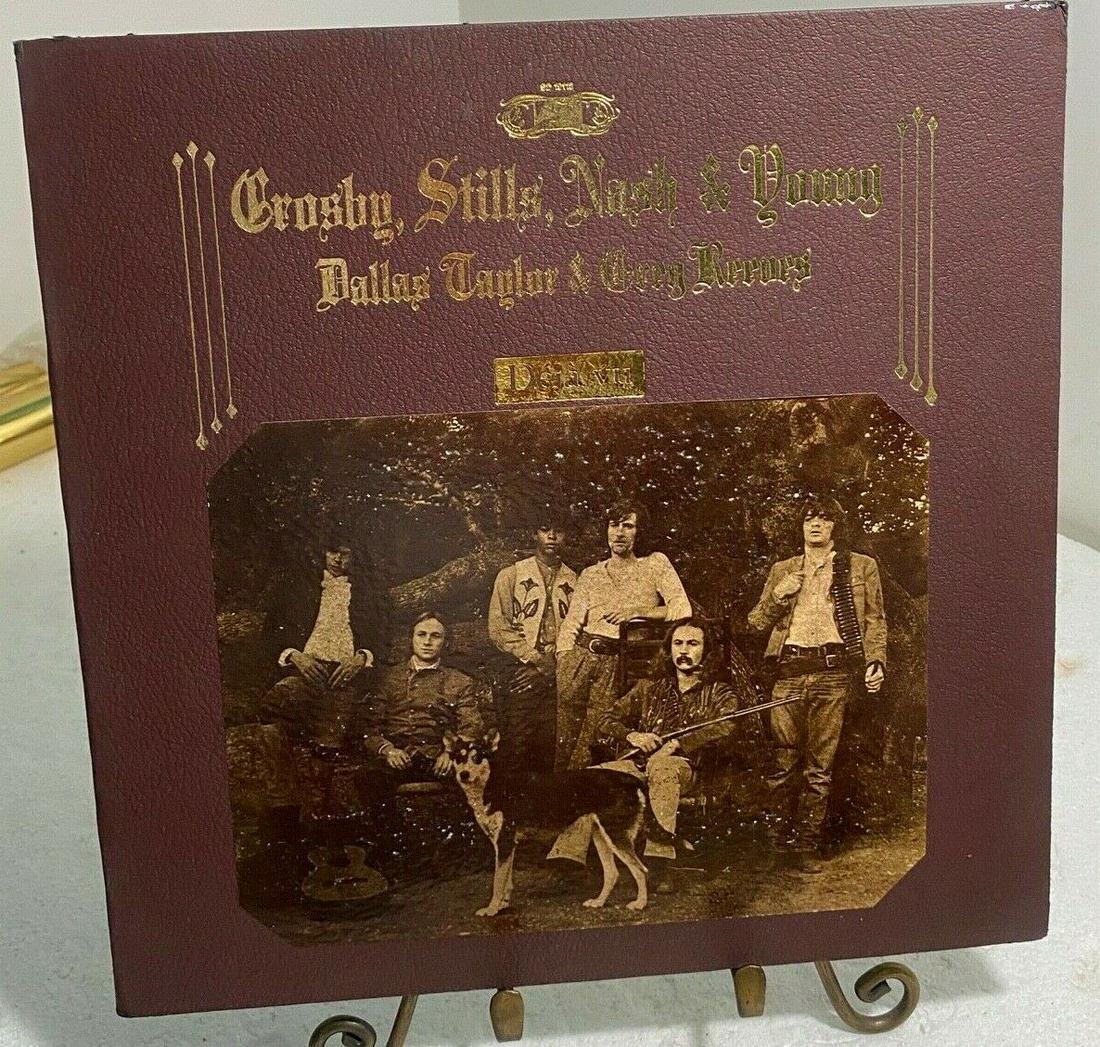 Crosby, Stills, Nash & Young
Dallas Taylor & Greg Reeves
Déjà vu